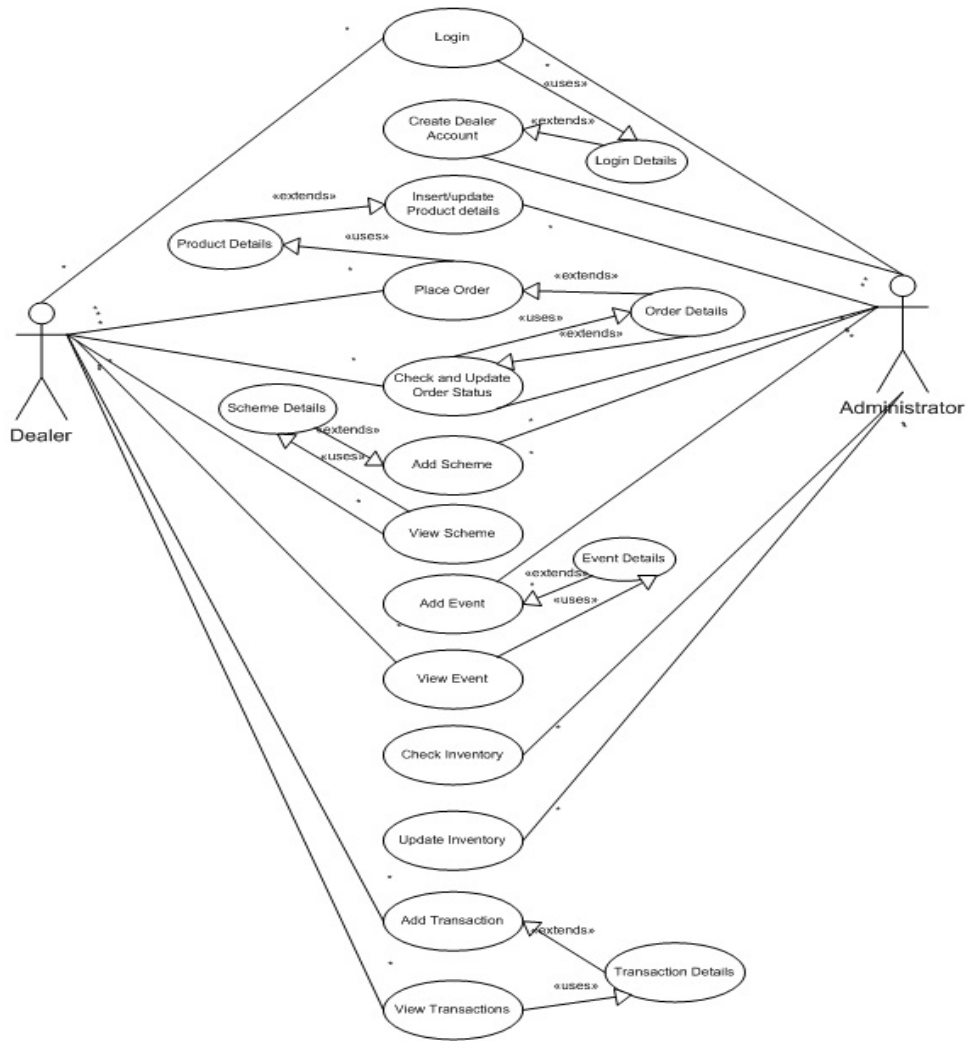 Login
«uses»
Create Dealer
Account
«extends»
Login Details
«extends»
Insert/update
Product details
Product Details
«uses»
Place Order
«extends»
Order Details
«uses»
«extends»
Check and Update
Order Status
Dealer
Administrator
Scheme Details
«extends»
«uses»
Add Scheme
View Scheme
Event Details
«extends»
«uses»
Add Event
View Event
Check Inventory
Update Inventory
Add Transaction
«extends»
Transaction Details
«uses»
View Transactions